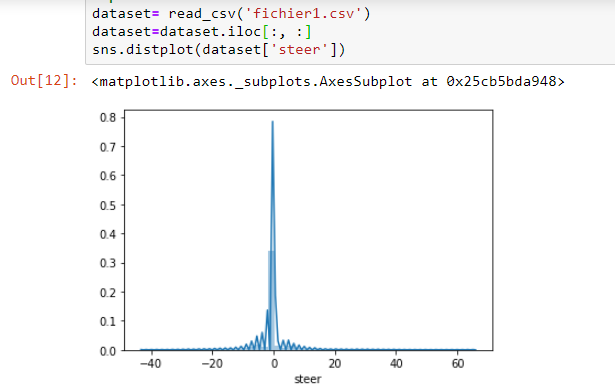 dataset= read_csv('fichier1.csv')
dataset=dataset.iloc[:, :]
sns.distplot(dataset['steer'])
Out[12]: <matplotlib.axes._subplots.AxesSubplot at 0x25cb5bda948>
0.8
0.7
0.6
0.5
0.4
0.3
0.2
0.1
0.0
−40 −20 0 20 40 60
steer